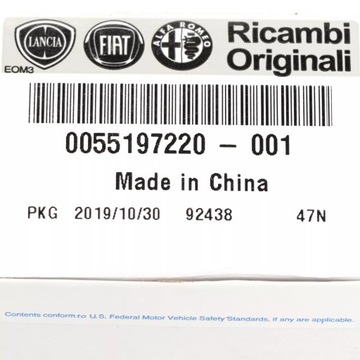 LANCIA FIAT ALFA ROMEO Ricambi
Originali
EOM3
0055197220 - 001
Made in China
PKG 2019/10/30 92438 47N
Contents conform to U.S. Federal Motor Vehicle Safety Standards, if any are applicable.